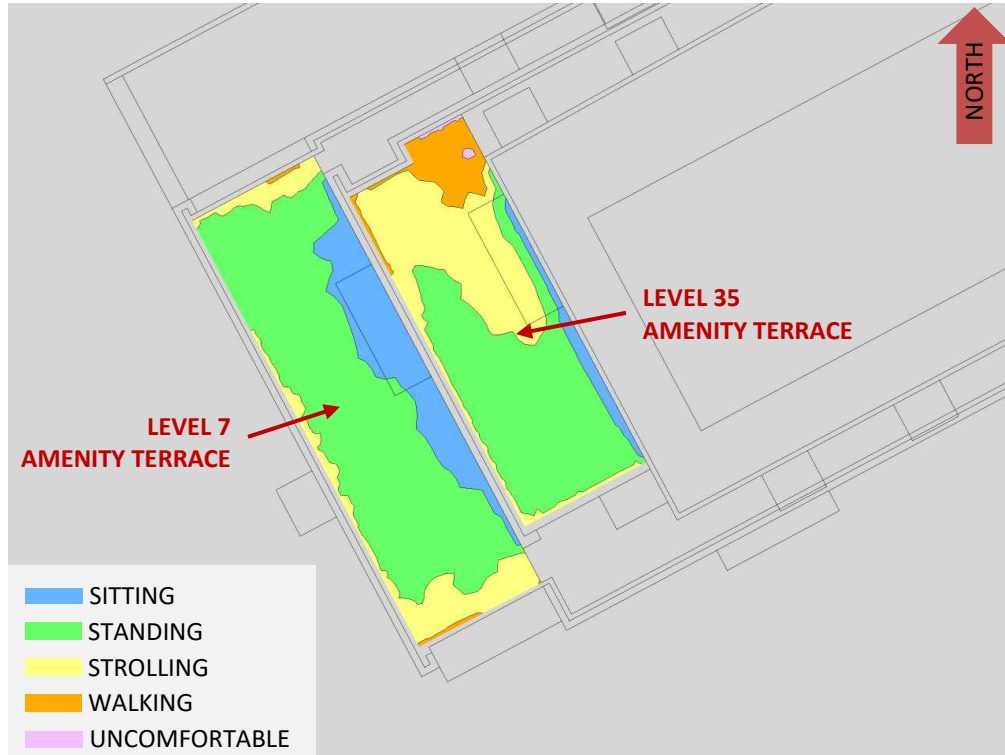 NORTH
LEVEL 35
AMENITY TERRACE
LEVEL 7
AMENITY TERRACE
SITTING
STANDING
STROLLING
WALKING
UNCOMFORTABLE